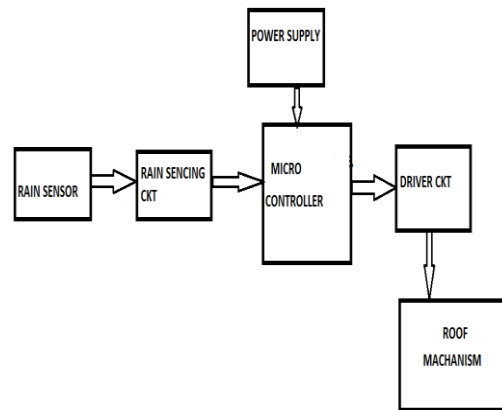 POWER SUPPLY
RAIN SENSOR
RAIN SENCING
CKT
MICRO
CONTROLLER
DRIVER CKT
ROOF
MACHANISM